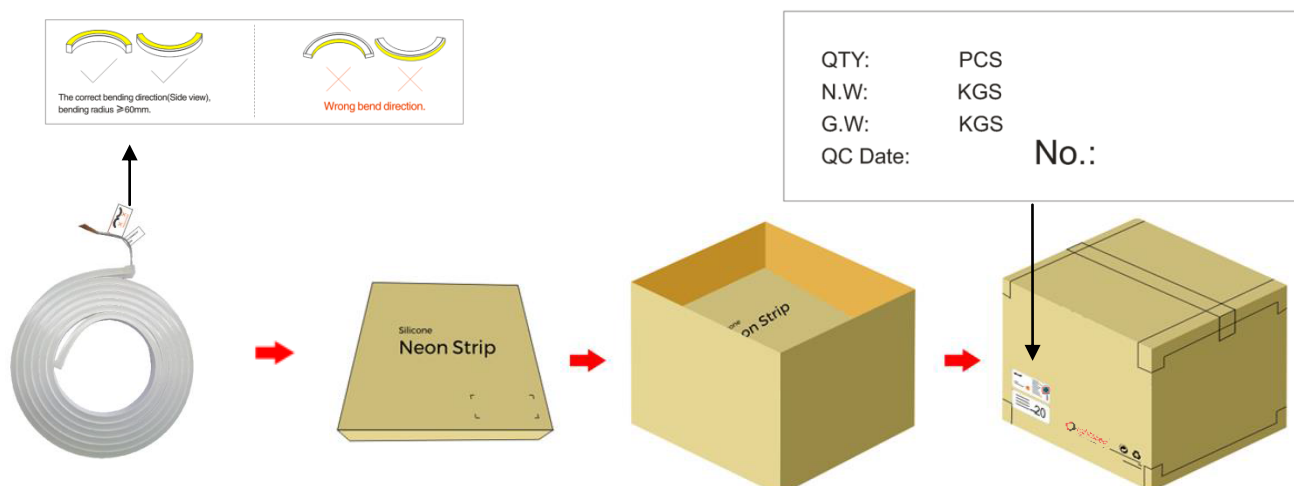 The correct bending direction(Side view),
bending radius ≥60mm.
Wrong bend direction.
QTY: PCS
N.W: KGS
G.W: KGS
QC Date: No.:
Silicone
Neon Strip
Neon Strip
20